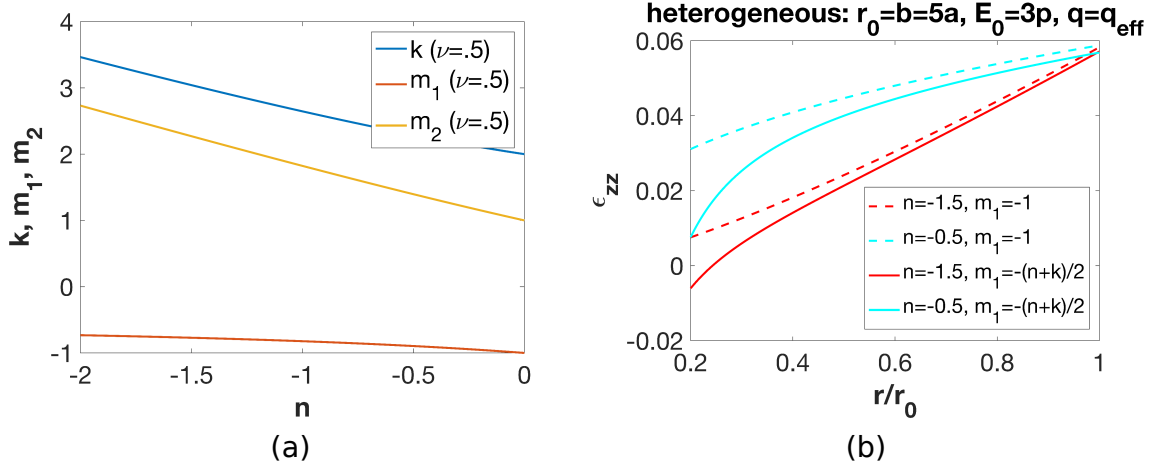 4
3
2
1
0
-1
-2
-1.5
-1
-0.5
0
k, m1, m2
n
k (ν=.5)
m1 (ν=.5)
m2 (ν=.5)
(a)
heterogeneous: r0=b=5a, E0=3p, q=qeff
0.06
0.04
0.02
0
-0.02
0.2
0.4
0.6
0.8
1
ϵzz
r/r0
n=-1.5, m1=-1
n=-0.5, m1=-1
n=-1.5, m1=-(n+k)/2
n=-0.5, m1=-(n+k)/2
(b)